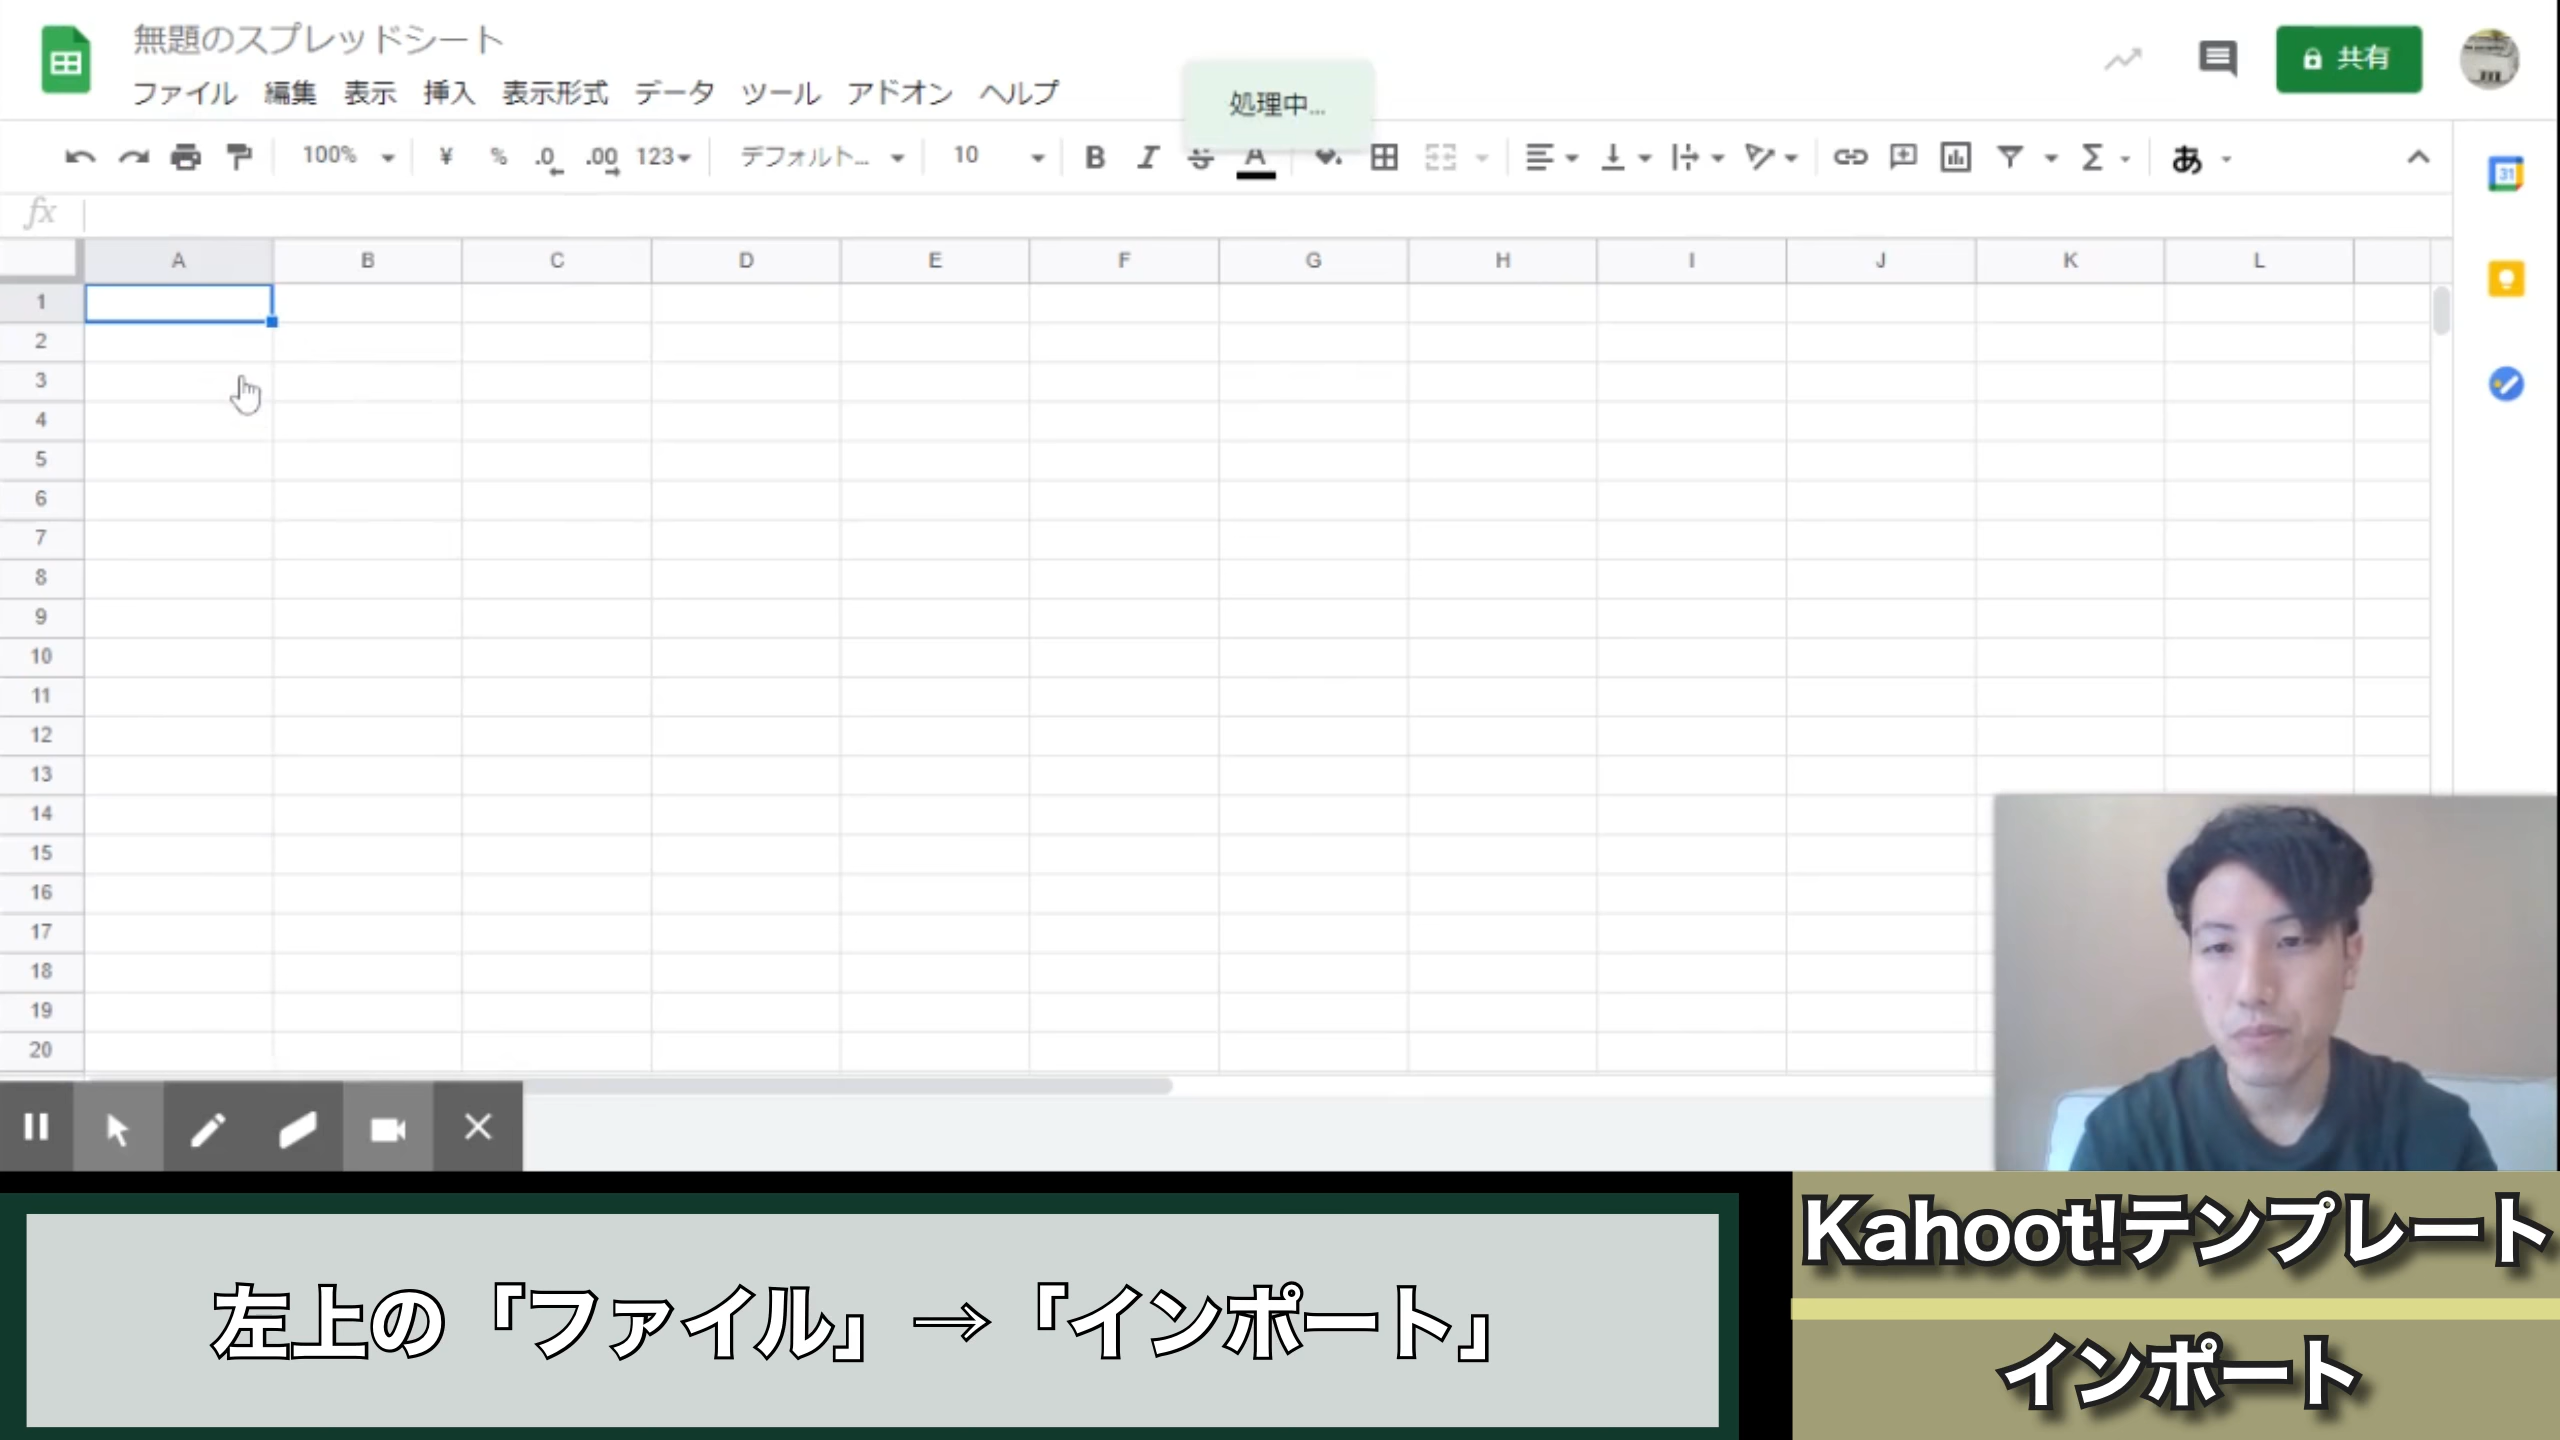 無題のスプレッドシート
ファイル 編集 表示 挿入 表示形式 データ ツール アドオン ヘルプ
処理中...
共有
100% ¥ % .0 .00 123 デフォルト... 10 B I S A Σ あ
31
fx
A B C D E F G H I J K L
1
2
3
4
5
6
7
8
9
10
11
12
13
14
15
16
17
18
19
20
左上の「ファイル」→「インポート」
Kahoot!テンプレート
インポート